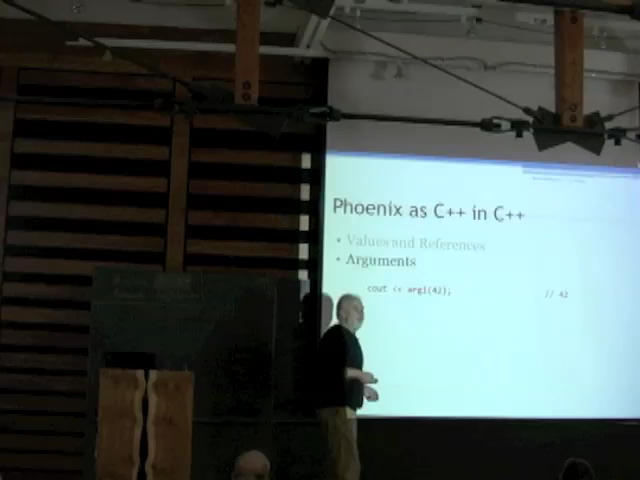 Phoenix as C++ in C++
• Values and References
• Arguments
cout << arg1(42); // 42